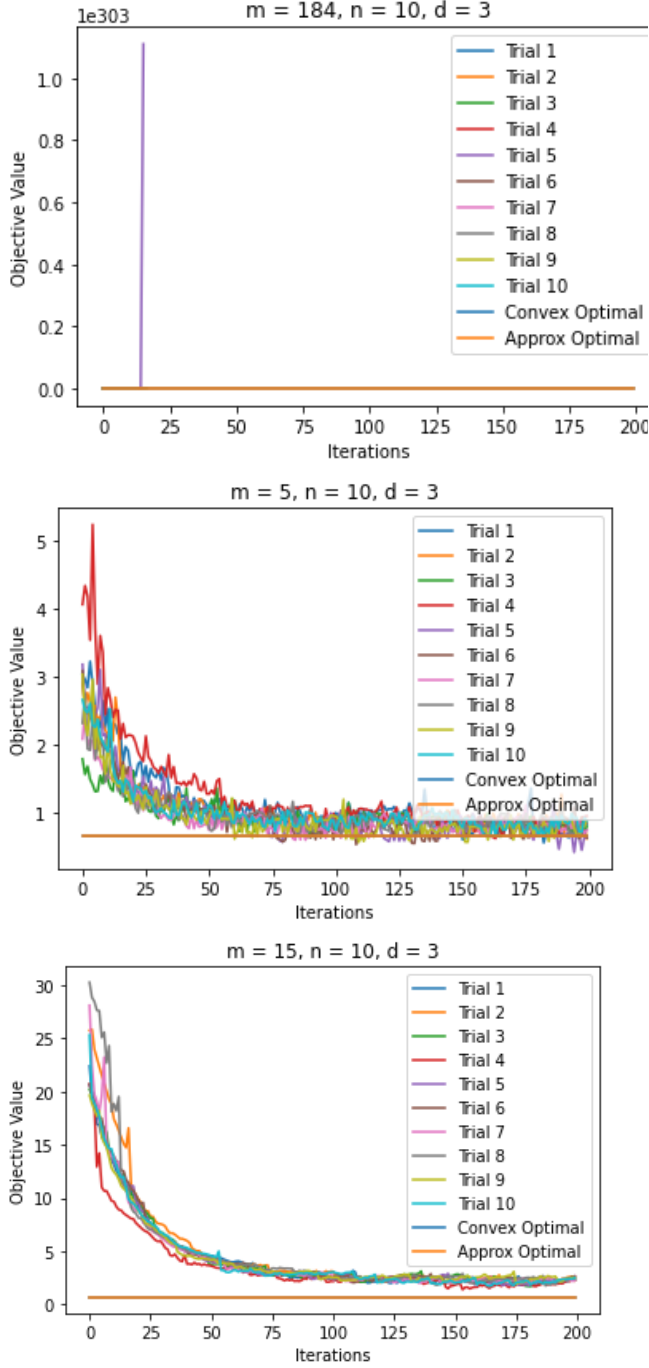 m = 184, n = 10, d = 3
1e303
Objective Value
1.0
0.8
0.6
0.4
0.2
0.0
Trial 1
Trial 2
Trial 3
Trial 4
Trial 5
Trial 6
Trial 7
Trial 8
Trial 9
Trial 10
Convex Optimal
Approx Optimal
0 25 50 75 100 125 150 175 200
Iterations
m = 5, n = 10, d = 3
Objective Value
5
4
3
2
1
Trial 1
Trial 2
Trial 3
Trial 4
Trial 5
Trial 6
Trial 7
Trial 8
Trial 9
Trial 10
Convex Optimal
Approx Optimal
0 25 50 75 100 125 150 175 200
Iterations
m = 15, n = 10, d = 3
Objective Value
30
25
20
15
10
5
0
Trial 1
Trial 2
Trial 3
Trial 4
Trial 5
Trial 6
Trial 7
Trial 8
Trial 9
Trial 10
Convex Optimal
Approx Optimal
0 25 50 75 100 125 150 175 200
Iterations